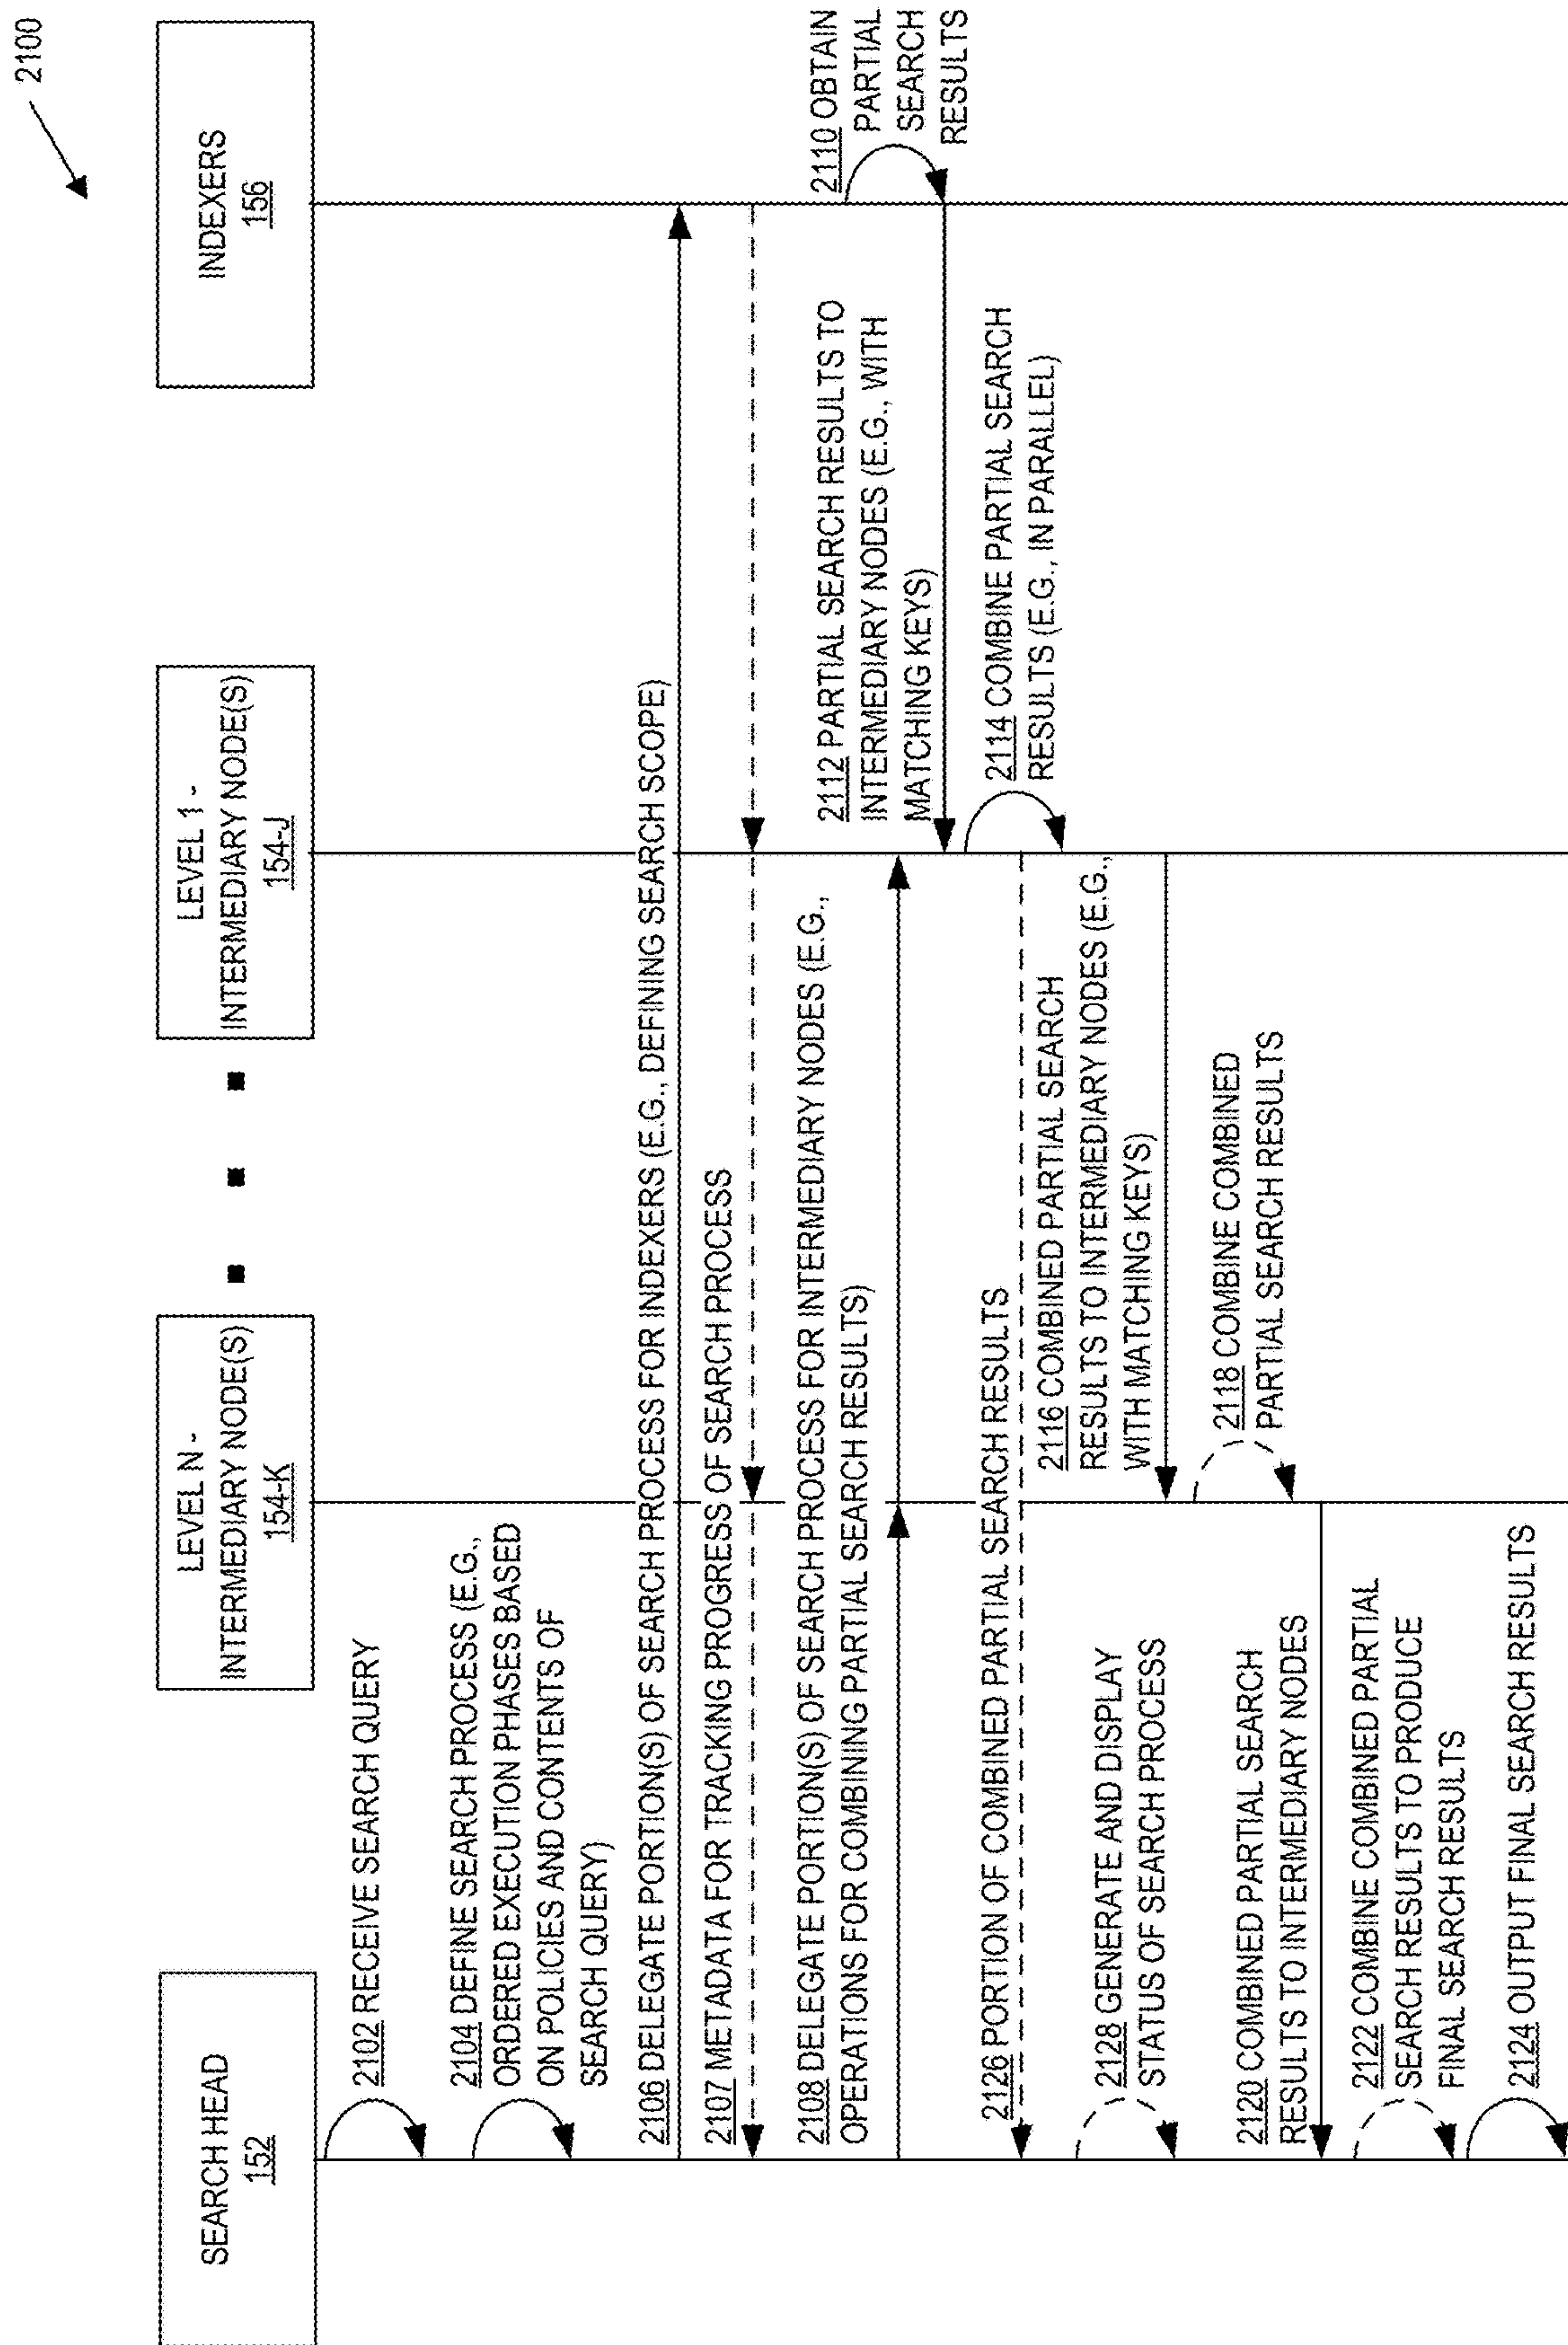 2100
SEARCH HEAD
152
LEVEL N -
INTERMEDIARY NODE(S)
154-K
LEVEL 1 -
INTERMEDIARY NODE(S)
154-J
INDEXERS
156
2102 RECEIVE SEARCH QUERY
2104 DEFINE SEARCH PROCESS (E.G.,
ORDERED EXECUTION PHASES BASED
ON POLICIES AND CONTENTS OF
SEARCH QUERY)
2106 DELEGATE PORTION(S) OF SEARCH PROCESS FOR INDEXERS (E.G., DEFINING SEARCH SCOPE)
2107 METADATA FOR TRACKING PROGRESS OF SEARCH PROCESS
2108 DELEGATE PORTION(S) OF SEARCH PROCESS FOR INTERMEDIARY NODES (E.G.,
OPERATIONS FOR COMBINING PARTIAL SEARCH RESULTS)
2110 OBTAIN
PARTIAL
SEARCH
RESULTS
2112 PARTIAL SEARCH RESULTS TO
INTERMEDIARY NODES (E.G., WITH
MATCHING KEYS)
2114 COMBINE PARTIAL SEARCH
RESULTS (E.G., IN PARALLEL)
2126 PORTION OF COMBINED PARTIAL SEARCH RESULTS
2116 COMBINED PARTIAL SEARCH
RESULTS TO INTERMEDIARY NODES (E.G.,
WITH MATCHING KEYS)
2128 GENERATE AND DISPLAY
STATUS OF SEARCH PROCESS
2118 COMBINE COMBINED
PARTIAL SEARCH RESULTS
2120 COMBINED PARTIAL SEARCH
RESULTS TO INTERMEDIARY NODES
2122 COMBINE COMBINED PARTIAL
SEARCH RESULTS TO PRODUCE
FINAL SEARCH RESULTS
2124 OUTPUT FINAL SEARCH RESULTS